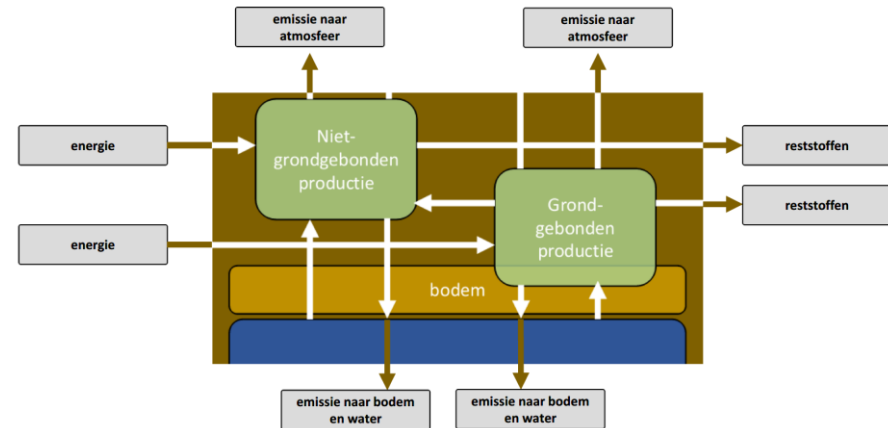 emissie naar
atmosfeer
emissie naar
atmosfeer
energie
Niet-
grondgebonden
productie
reststoffen
reststoffen
Grond-
gebonden
productie
energie
bodem
emissie naar bodem
en water
emissie naar bodem
en water